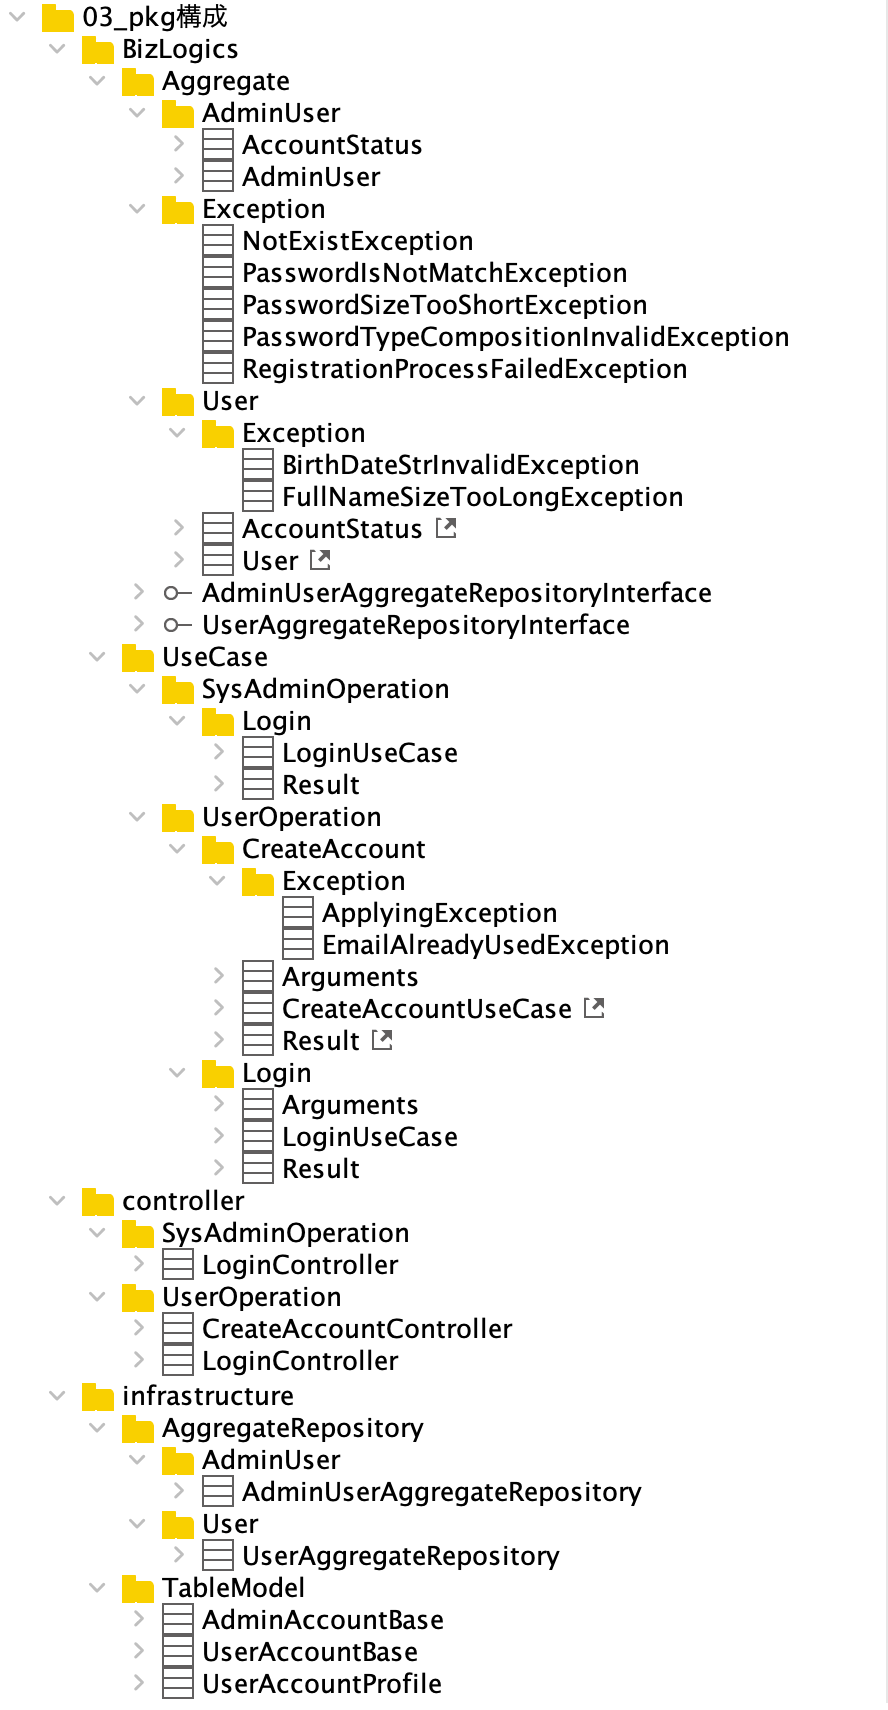 03_pkg構成
BizLogics
Aggregate
AdminUser
AccountStatus
AdminUser
Exception
NotExistException
PasswordIsNotMatchException
PasswordSizeTooShortException
PasswordTypeCompositionInvalidException
RegistrationProcessFailedException
User
Exception
BirthDateStrInvalidException
FullNameSizeTooLongException
AccountStatus
User
AdminUserAggregateRepositoryInterface
UserAggregateRepositoryInterface
UseCase
SysAdminOperation
Login
LoginUseCase
Result
UserOperation
CreateAccount
Exception
ApplyingException
EmailAlreadyUsedException
Arguments
CreateAccountUseCase
Result
Login
Arguments
LoginUseCase
Result
controller
SysAdminOperation
LoginController
UserOperation
CreateAccountController
LoginController
infrastructure
AggregateRepository
AdminUser
AdminUserAggregateRepository
User
UserAggregateRepository
TableModel
AdminAccountBase
UserAccountBase
UserAccountProfile